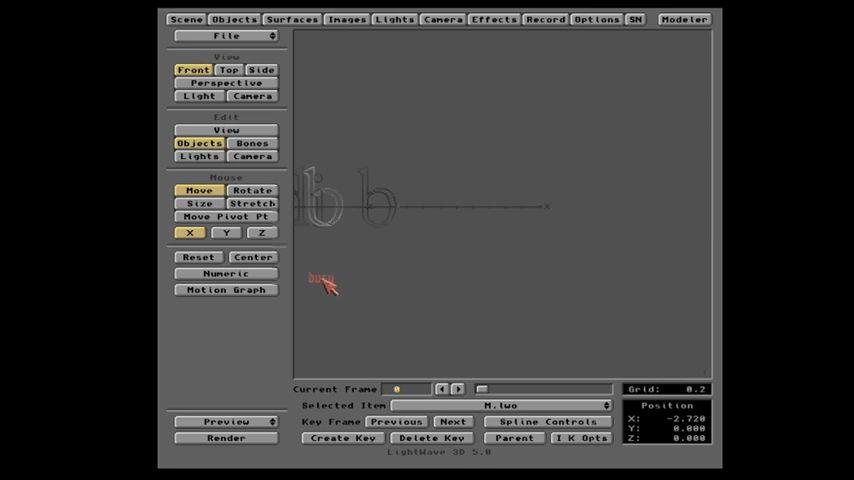 Scene Objects Surfaces Images Lights Camera Effects Record Options SN Modeler
File
View
Front Top Side
Perspective
Light Camera
Edit
View
Objects Bones
Lights Camera
Mouse
Move Rotate
Size Stretch
Move Pivot Pt
X Y Z
Reset Center
Numeric
Motion Graph
b b
X
busy
Current Frame 0 Grid: 0.2
Selected Item M.lwo Position
Preview Key Frame Previous Next Spline Controls X: -2.720
Y: 0.000
Render Create Key Delete Key Parent I K Opts Z: 0.000
LightWave 3D 5.0